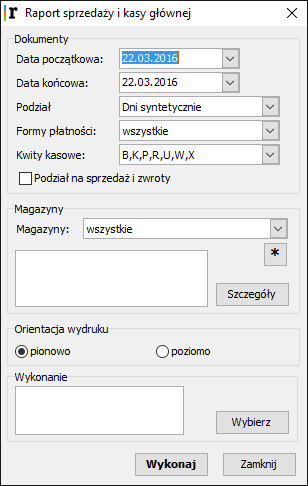 r Raport sprzedaży i kasy głównej
Dokumenty
Data początkowa: 22.03.2016
Data końcowa: 22.03.2016
Podział Dni syntetycznie
Formy płatności: wszystkie
Kwity kasowe: B,K,P,R,U,W,X
Podział na sprzedaż i zwroty
Magazyny
Magazyny: wszystkie
*
Szczegóły
Orientacja wydruku
pionowo poziomo
Wykonanie
Wybierz
Wykonaj Zamknij